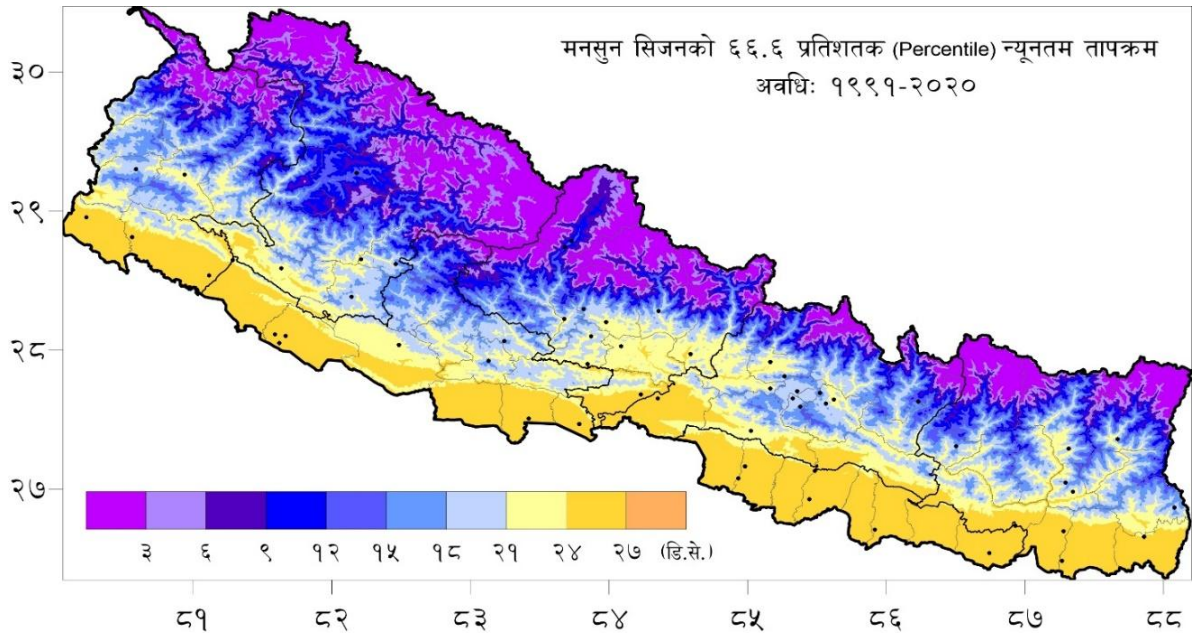 मनसुन सिजनको ६६.६ प्रतिशतक (Percentile) न्यूनतम तापक्रम
अवधिः १९९१-२०२०
३०
२९
२८
२७
३ ६ ९ १२ १५ १८ २१ २४ २७ (डि.से.)
८१ ८२ ८३ ८४ ८५ ८६ ८७ ८८